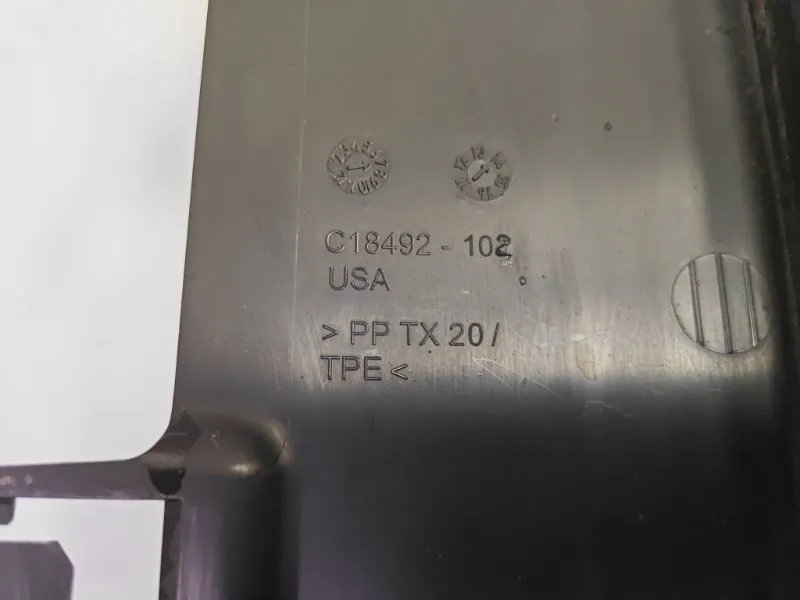 C18492 - 102
USA
> PP TX 20 /
TPE <